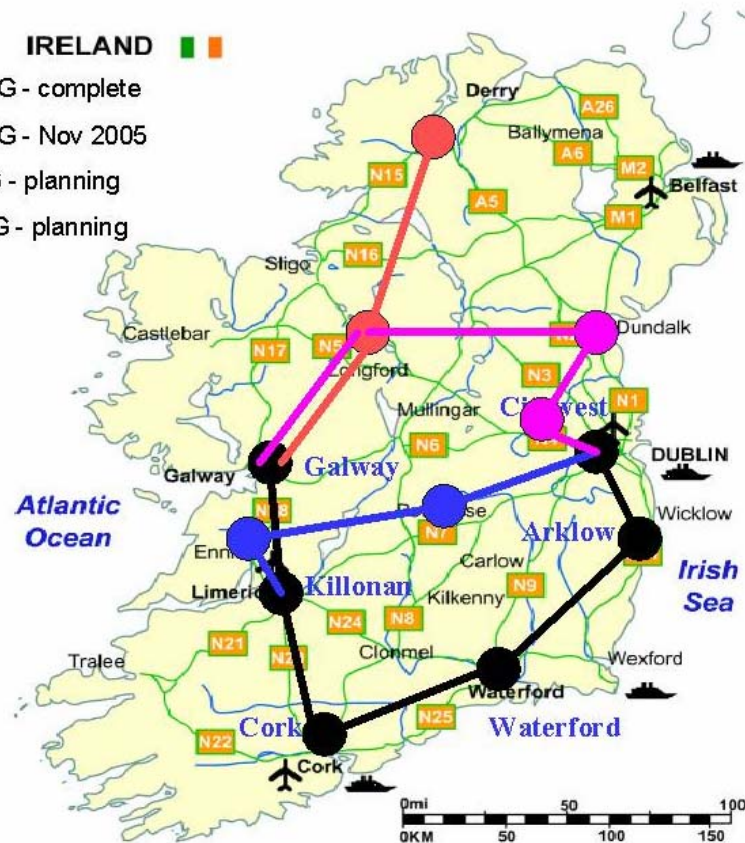 IRELAND
G - complete
G - Nov 2005
G - planning
G - planning
Derry
A26
Ballymena
A6
M2
N15
Belfast
A5
M1
N16
Sligo
Castlebar
Dundalk
N17
N5
Longford
N3
Mullingar
N1
N6
DUBLIN
Galway
Galway
Atlantic
Ocean
Wicklow
N7
Arklow
Carlow
Irish
Sea
Killonan
Kilkenny
N9
N24
N8
N21
Clonmel
Wexford
Tralee
Waterford
Cork
N25
Waterford
N22
Cork
0mi 50 100
0KM 50 100 150